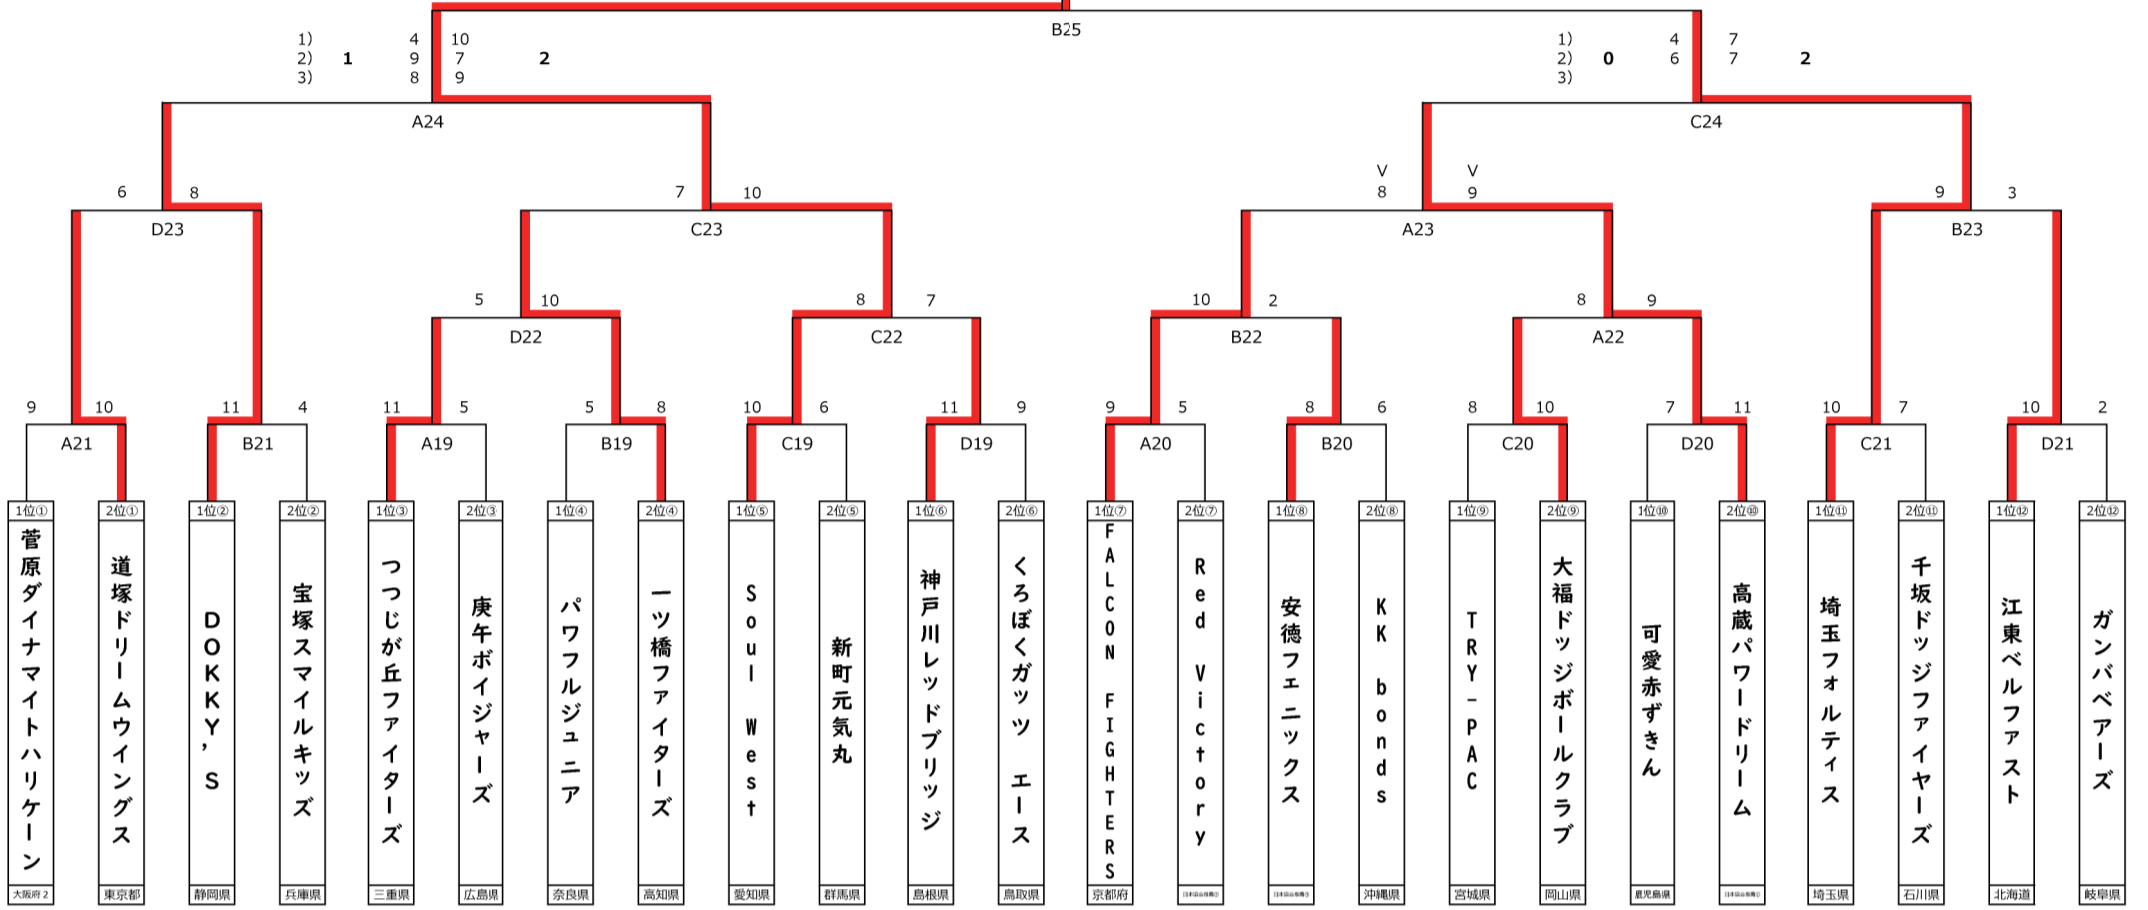 B25
1) 4 10
2) 1 9 7 2
3) 8 9
1) 4 7
2) 0 6 7 2
3)
A24
C24
V V
6 8
7 10
8 9
9 3
D23
C23
A23
B23
5 10
8 7
10 2
8 9
D22
C22
B22
A22
9 10
11 4
11 5
5 8
10 6
11 9
9 5
8 6
8 10
7 11
10 7
10 2
A21
B21
A19
B19
C19
D19
A20
B20
C20
D20
C21
D21
1位①
2位①
1位②
2位②
1位③
2位③
1位④
2位④
1位⑤
2位⑤
1位⑥
2位⑥
1位⑦
2位⑦
1位⑧
2位⑧
1位⑨
2位⑨
1位⑩
2位⑩
1位⑪
2位⑪
1位⑫
2位⑫
菅原ダイナマイトハリケーン
道塚ドリームウイングス
DOKKY’S
宝塚スマイルキッズ
つつじが丘ファイターズ
庚午ボイジャーズ
パワフルジュニア
一ツ橋ファイターズ
Soul West
新町元気丸
神戸川レッドブリッジ
くろぼくガッツ エース
FALCON FIGHTERS
Red Victory
安徳フェニックス
KK bonds
TRY-PAC
大福ドッジボールクラブ
可愛赤ずきん
高蔵パワードリーム
埼玉フォルティス
千坂ドッジファイヤーズ
江東ベルファスト
ガンバベアーズ
大阪府2
東京都
静岡県
兵庫県
三重県
広島県
奈良県
高知県
愛知県
群馬県
島根県
鳥取県
京都府
沖縄県
宮城県
岡山県
鹿児島県
埼玉県
石川県
北海道
岐阜県